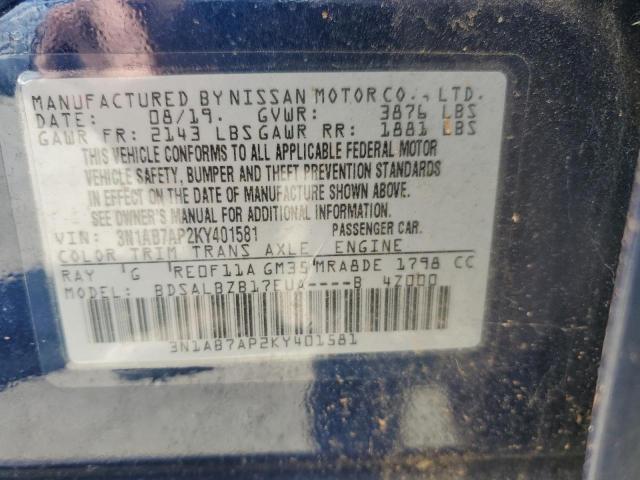 MANUFACTURED BY NISSAN MOTOR CO., LTD.
DATE: 08/19. GVWR: 3876 LBS
GAWR FR: 2143 LBS GAWR RR: 1881 LBS
THIS VEHICLE CONFORMS TO ALL APPLICABLE FEDERAL MOTOR
VEHICLE SAFETY, BUMPER AND THEFT PREVENTION STANDARDS
IN EFFECT ON THE DATE OF MANUFACTURE SHOWN ABOVE.
SEE OWNER'S MANUAL FOR ADDITIONAL INFORMATION.
VIN: 3N1AB7AP2KY401581 PASSENGER CAR.
COLOR TRIM TRANS AXLE ENGINE
RAY 'G RE0F11A GM35 MRA8DE 1798 CC
MODEL: BDSALBZB17EUA----B 4Z000
3N1AB7AP2KY401581